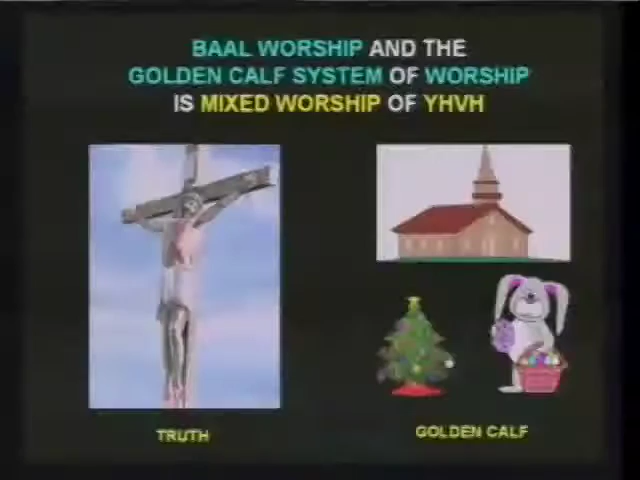 BAAL WORSHIP AND THE
GOLDEN CALF SYSTEM OF WORSHIP
IS MIXED WORSHIP OF YHVH
TRUTH
GOLDEN CALF